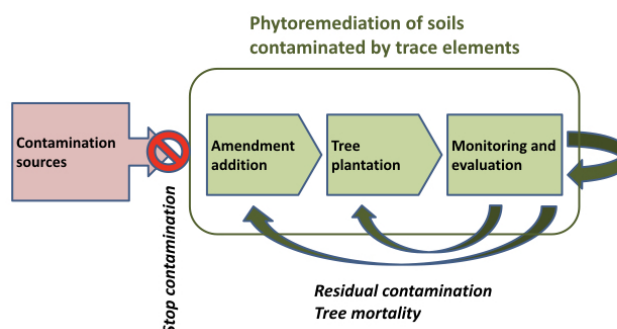 Phytoremediation of soils
contaminated by trace elements
Contamination
sources
Stop contamination
Amendment
addition
Tree
plantation
Monitoring and
evaluation
Residual contamination
Tree mortality